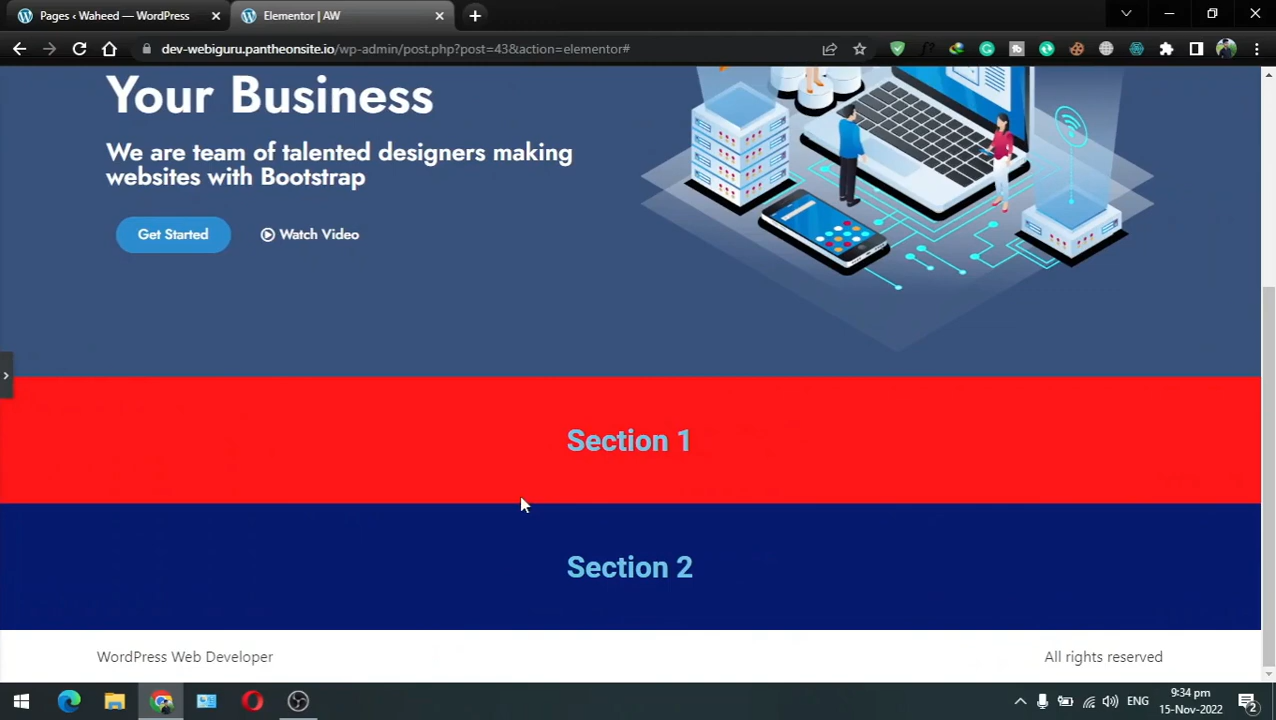 Pages ‹ Waheed — WordPress
Elementor | AW
dev-webiguru.pantheonsite.io/wp-admin/post.php?post=43&action=elementor#
Your Business
We are team of talented designers making
websites with Bootstrap
Get Started
Watch Video
Section 1
Section 2
WordPress Web Developer
All rights reserved
ENG
9:34 pm
15-Nov-2022
2